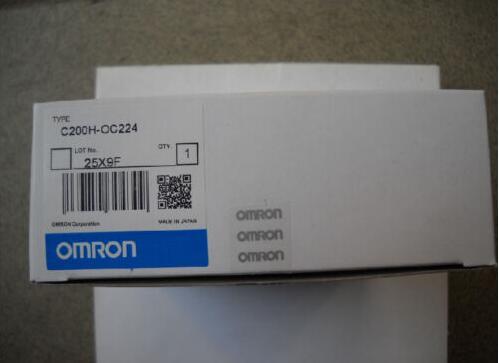 TYPE
C200H-OC224
LOT No. QTY. 1
25X9F
OMRON Corporation MADE IN JAPAN
OMRON
OMRON
OMRON
OMRON